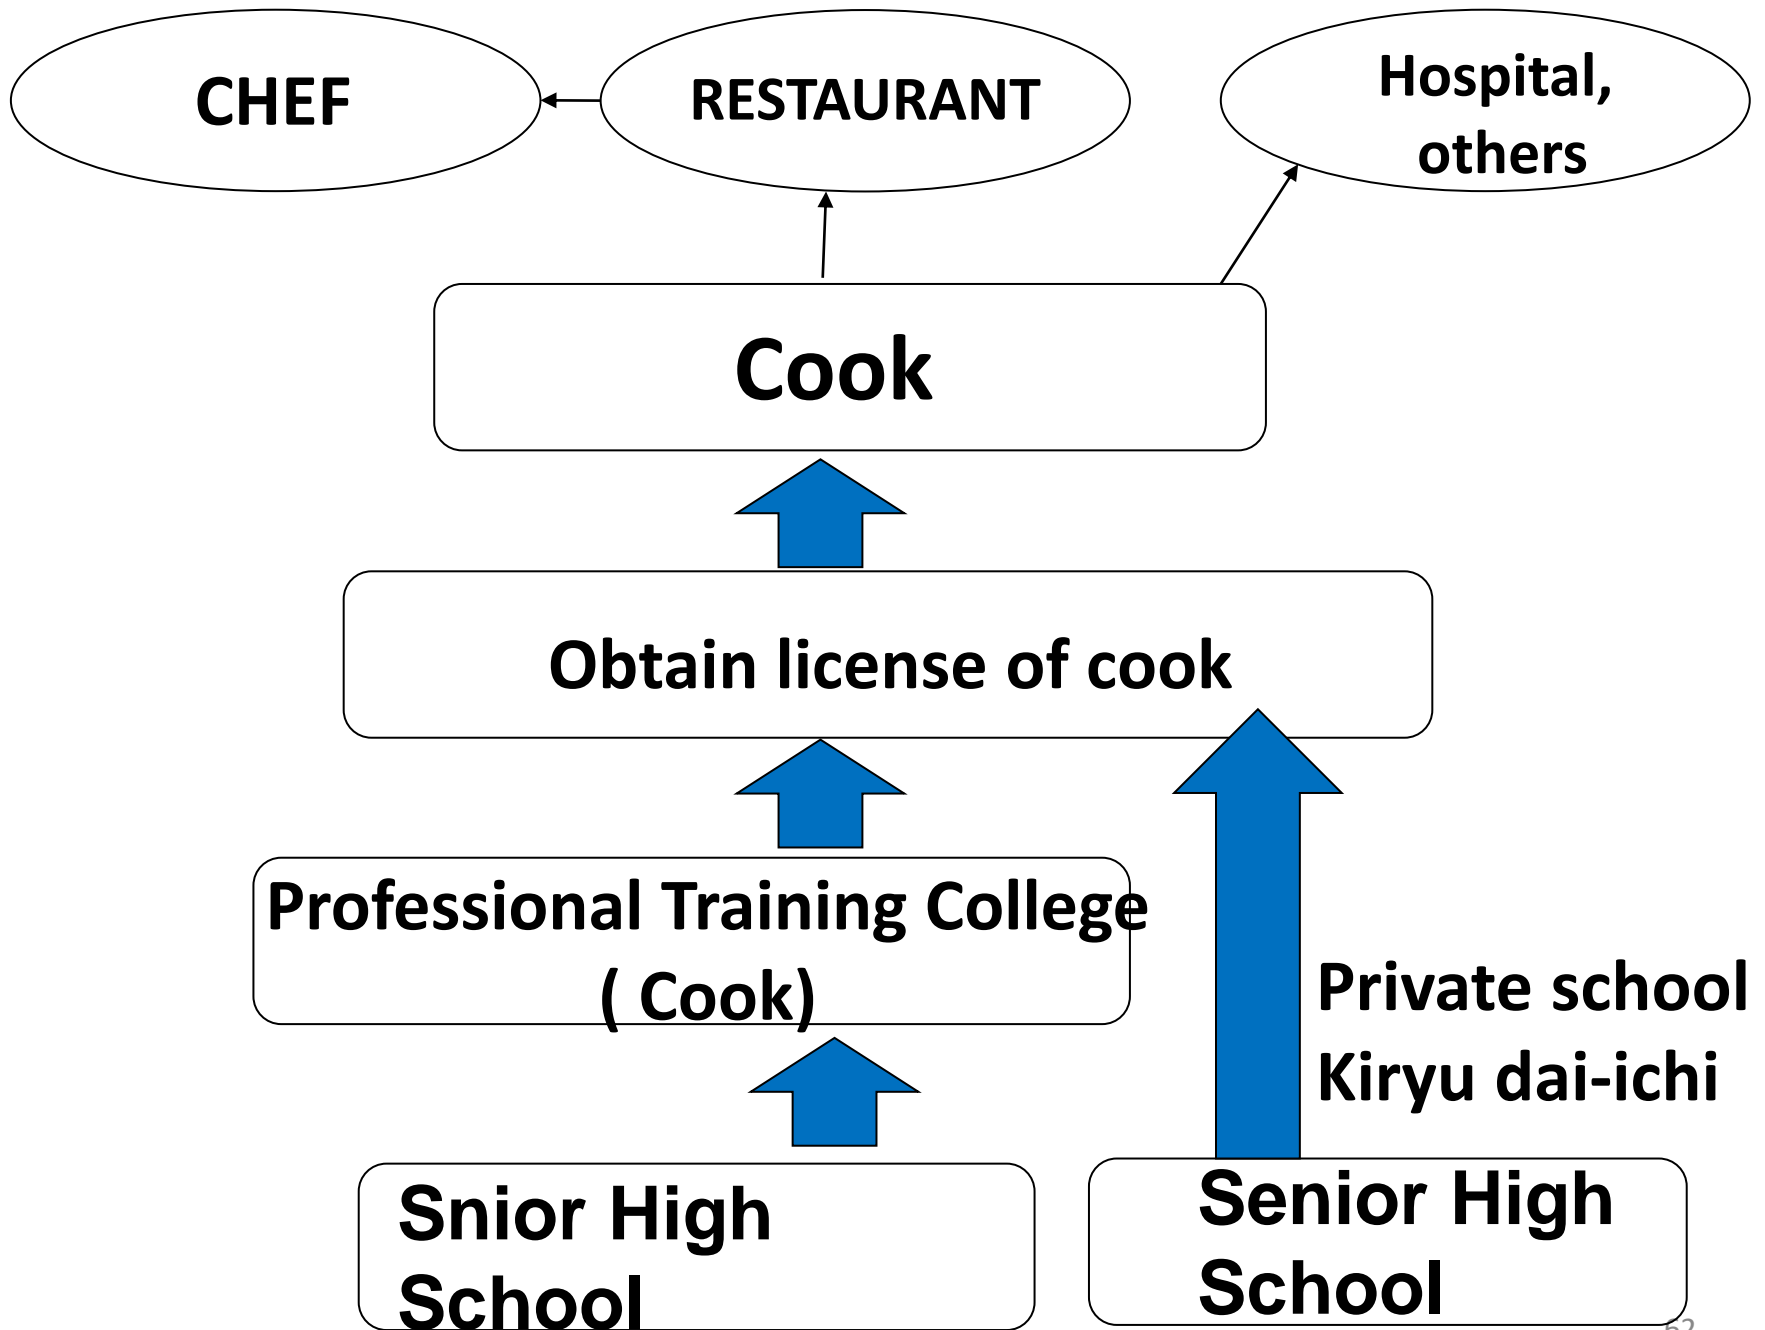 CHEF
RESTAURANT
Hospital,
others
Cook
Obtain license of cook
Professional Training College
( Cook)
Private school
Kiryu dai-ichi
Snior High
School
Senior High
School
62